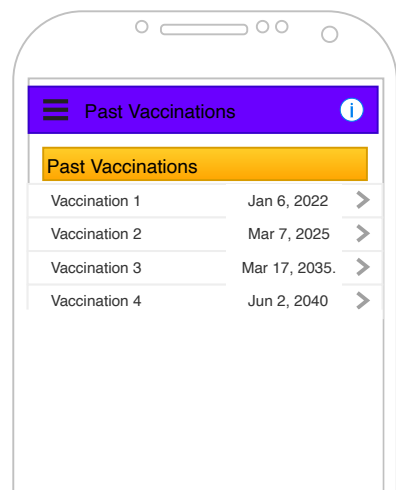 Past Vaccinations i
Past Vaccinations
Vaccination 1 Jan 6, 2022
Vaccination 2 Mar 7, 2025
Vaccination 3 Mar 17, 2035.
Vaccination 4 Jun 2, 2040